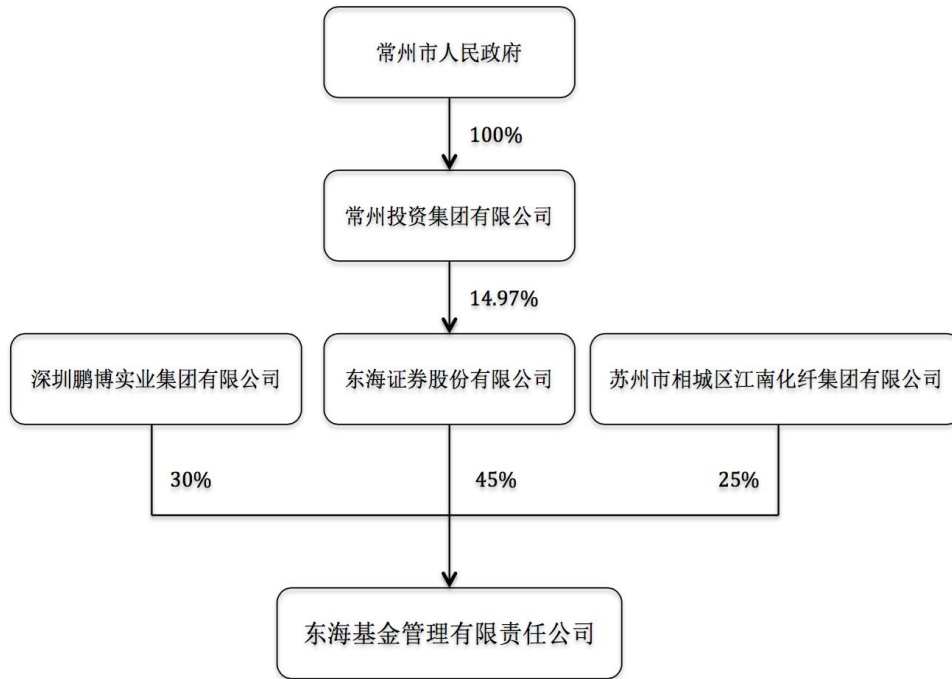 常州市人民政府
100%
常州投资集团有限公司
14.97%
深圳鹏博实业集团有限公司
东海证券股份有限公司
苏州市相城区江南化纤集团有限公司
30%
45%
25%
东海基金管理有限责任公司